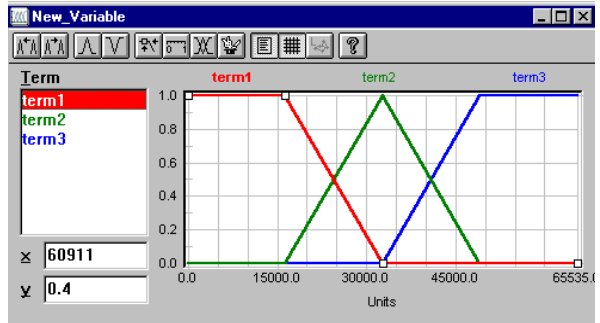 New_Variable
Term
term1
term2
term3
x 60911
y 0.4
term1 term2 term3
1.0
0.8
0.6
0.4
0.2
0.0
0.0 15000.0 30000.0 45000.0 65535.0
Units